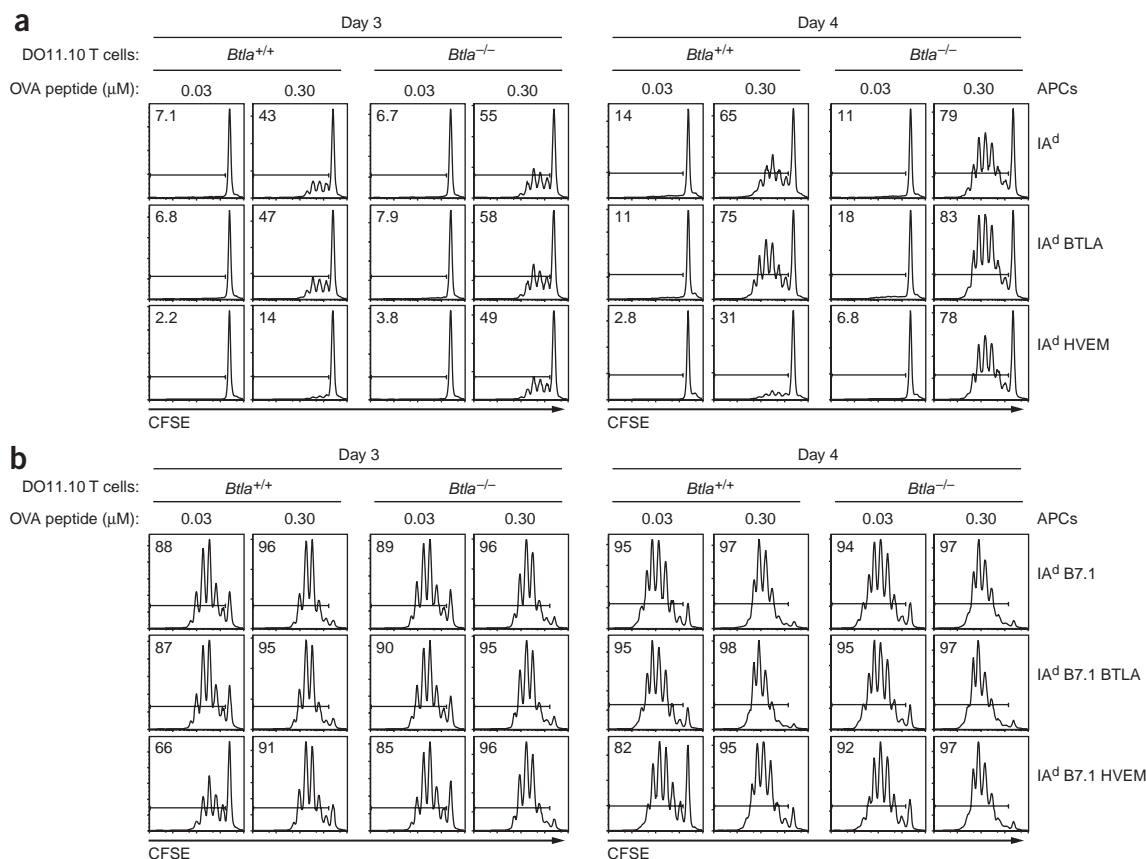 a
Day 3 Day 4
DO11.10 T cells: Btla+/+ Btla–/– Btla+/+ Btla–/–
OVA peptide (μM): 0.03 0.30 0.03 0.30 0.03 0.30 0.03 0.30 APCs
7.1 43 6.7 55 14 65 11 79 IAd
6.8 47 7.9 58 11 75 18 83 IAd BTLA
2.2 14 3.8 49 2.8 31 6.8 78 IAd HVEM
CFSE CFSE
b
Day 3 Day 4
DO11.10 T cells: Btla+/+ Btla–/– Btla+/+ Btla–/–
OVA peptide (μM): 0.03 0.30 0.03 0.30 0.03 0.30 0.03 0.30 APCs
88 96 89 96 95 97 94 97 IAd B7.1
87 95 90 95 95 98 95 97 IAd B7.1 BTLA
66 91 85 96 82 95 92 97 IAd B7.1 HVEM
CFSE CFSE